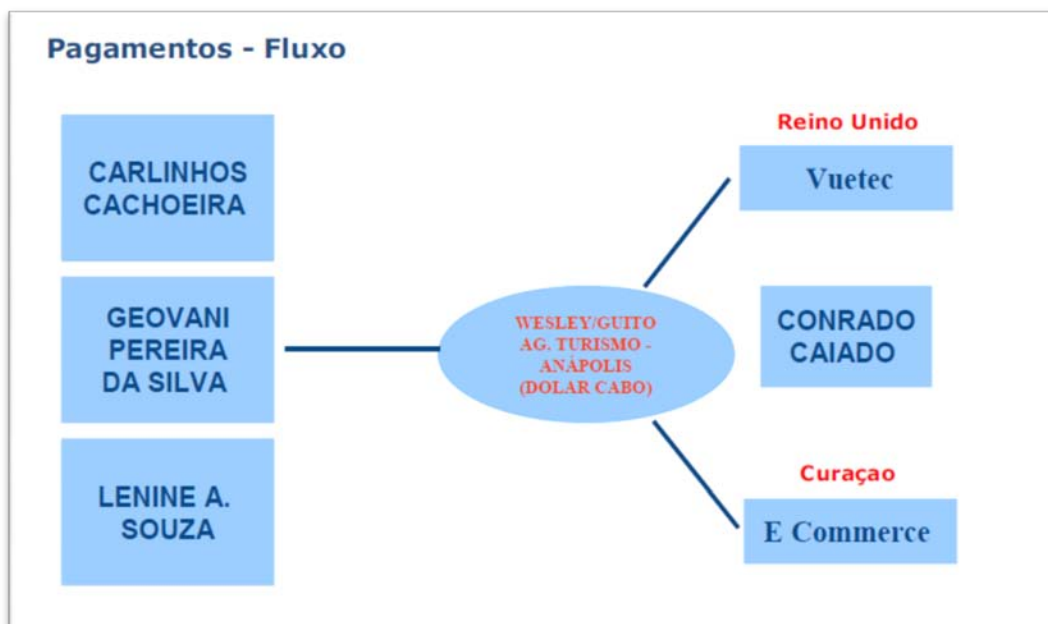 Pagamentos - Fluxo
CARLINHOS
CACHOEIRA
GEOVANI
PEREIRA
DA SILVA
LENINE A.
SOUZA
WESLEY/GUITO
AG. TURISMO -
ANÁPOLIS
(DOLAR CABO)
Reino Unido
Vuetec
CONRADO
CAIADO
Curaçao
E Commerce